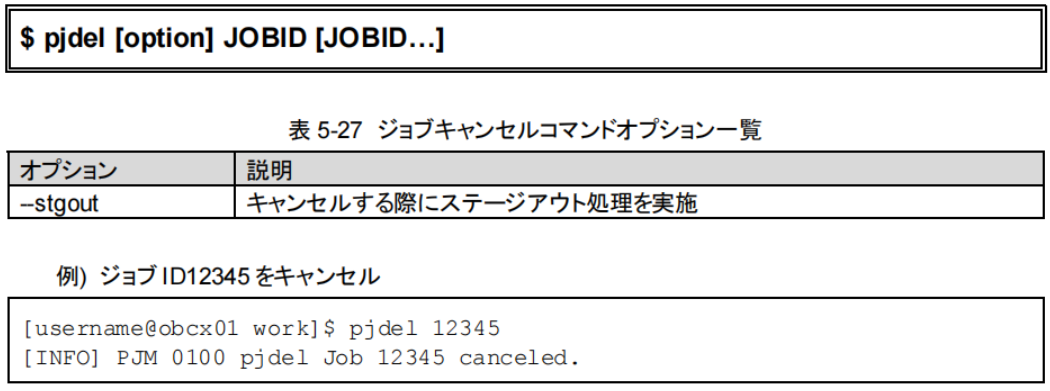 $ pjdel [option] JOBID [JOBID…]
表 5-27 ジョブキャンセルコマンドオプション一覧
オプション 説明
--stgout キャンセルする際にステージアウト処理を実施
例) ジョブ ID12345 をキャンセル
[username@obcx01 work]$ pjdel 12345
[INFO] PJM 0100 pjdel Job 12345 canceled.